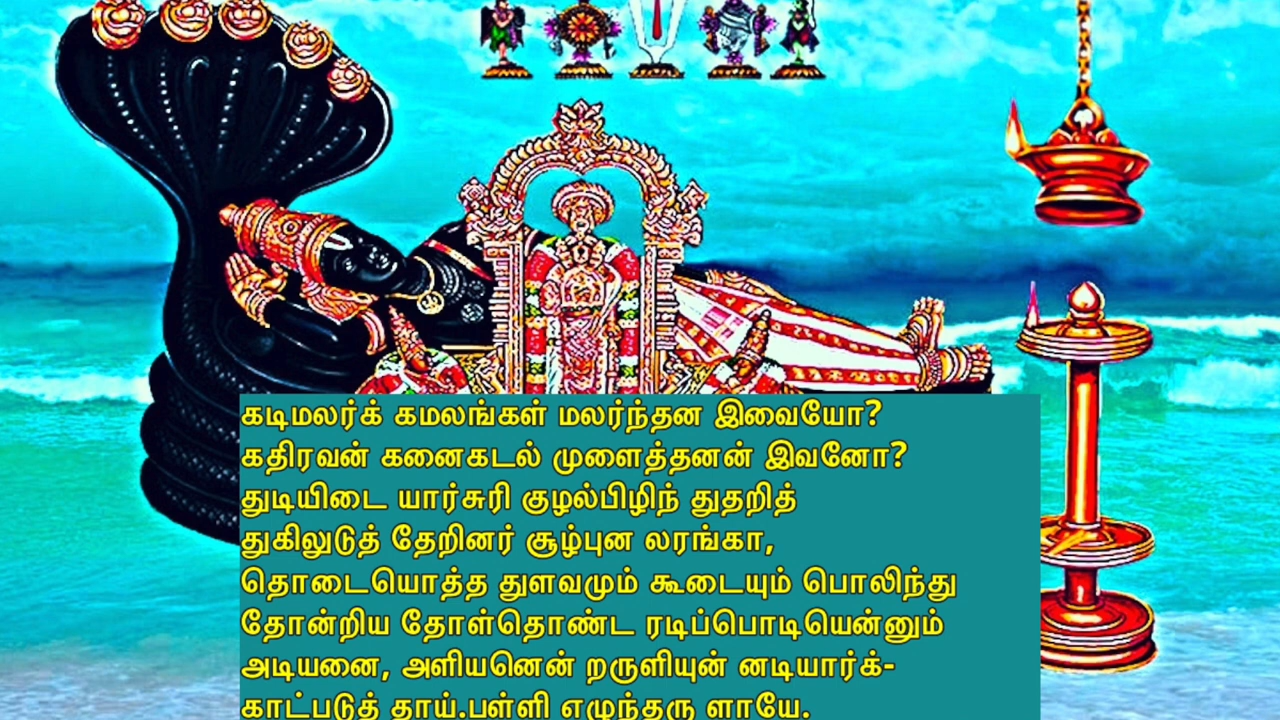 கடிமலர்க் கமலங்கள் மலர்ந்தன இவையோ?
கதிரவன் கனைகடல் முளைத்தனன் இவனோ?
துடியிடை யார்சுரி குழல்பிழிந் துதறித்
துகிலுடுத் தேறினர் சூழ்புன லரங்கா,
தொடையொத்த துளவமும் கூடையும் பொலிந்து
தோன்றிய தோள்தொண்ட ரடிப்பொடியென்னும்
அடியனை, அளியனென் றருளியுன் னடியார்க்-
காட்படுத் தாய்.பள்ளி எழுந்தரு ளாயே.